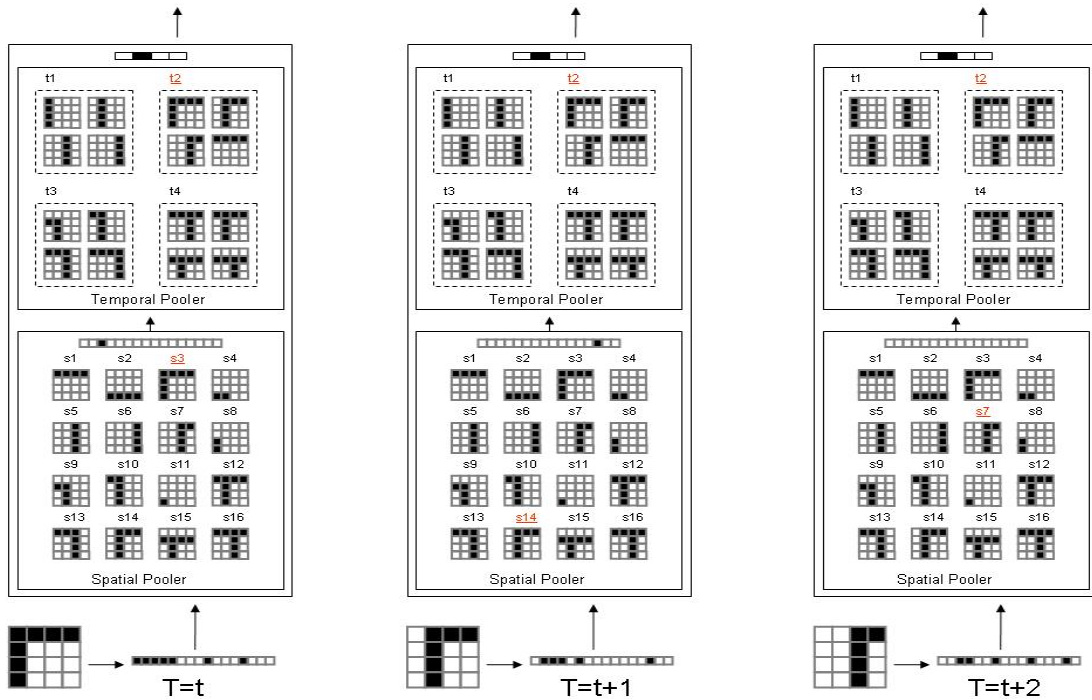 t1 t2
t3 t4
Temporal Pooler
s1 s2 s3 s4
s5 s6 s7 s8
s9 s10 s11 s12
s13 s14 s15 s16
Spatial Pooler
T=t
t1 t2
t3 t4
Temporal Pooler
s1 s2 s3 s4
s5 s6 s7 s8
s9 s10 s11 s12
s13 s14 s15 s16
Spatial Pooler
T=t+1
t1 t2
t3 t4
Temporal Pooler
s1 s2 s3 s4
s5 s6 s7 s8
s9 s10 s11 s12
s13 s14 s15 s16
Spatial Pooler
T=t+2